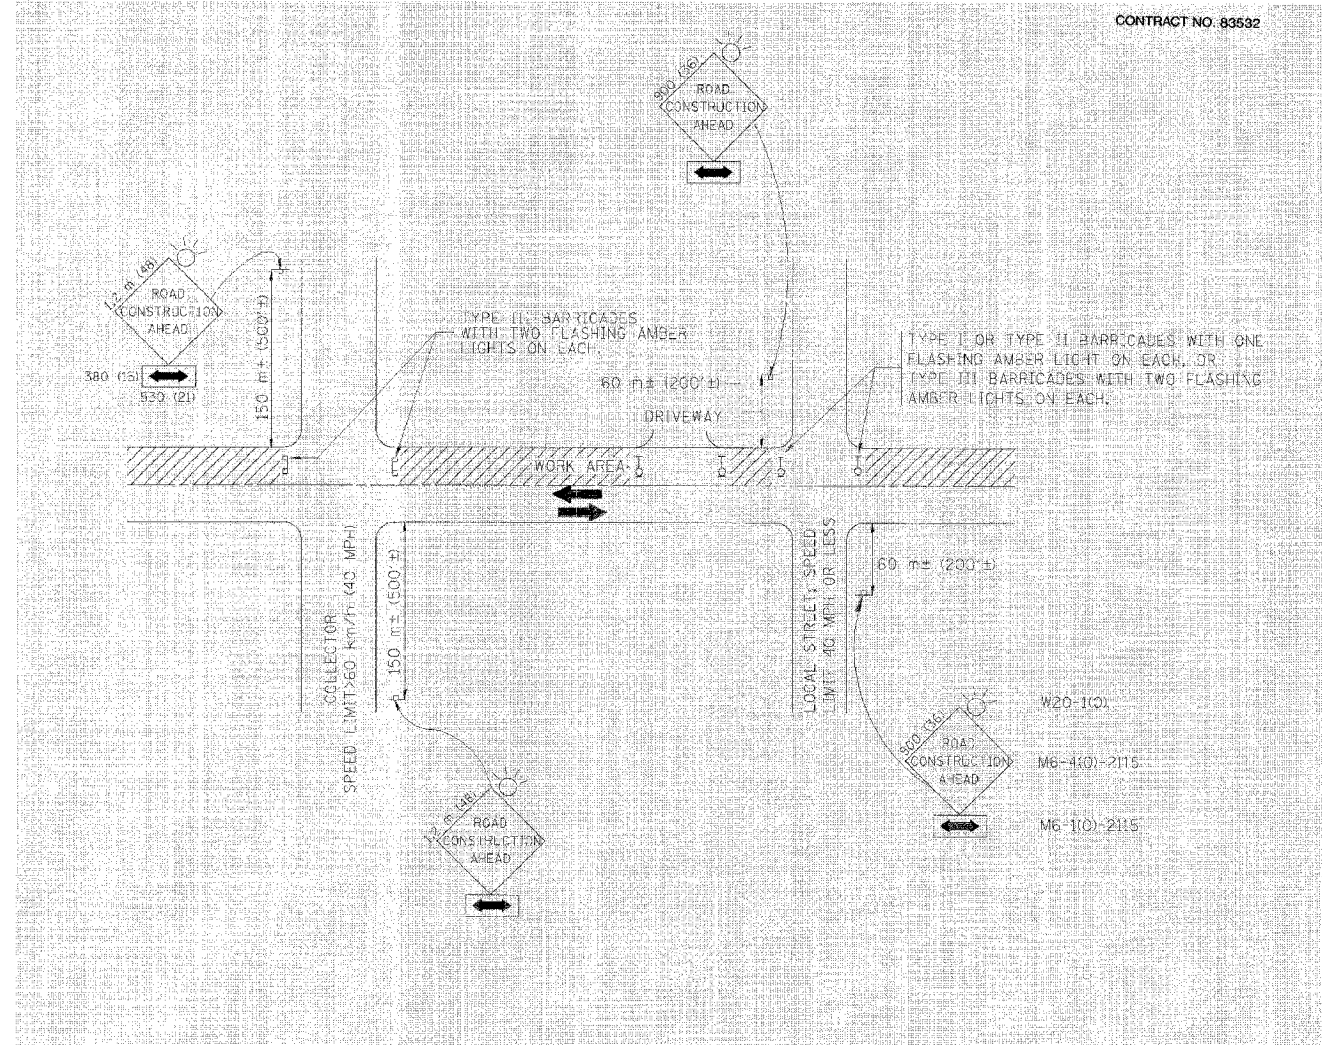 CONTRACT NO. 83532
900 (36)
ROAD
CONSTRUCTION
AHEAD
1.2 m (48)
ROAD
CONSTRUCTION
AHEAD
380 (15)
530 (21)
150 m± (500'±)
TYPE III BARRICADES
WITH TWO FLASHING AMBER
LIGHTS ON EACH.
60 m± (200'±)
DRIVEWAY
TYPE I OR TYPE II BARRICADES WITH ONE
FLASHING AMBER LIGHT ON EACH, OR
TYPE III BARRICADES WITH TWO FLASHING
AMBER LIGHTS ON EACH.
WORK AREA
COLLECTOR
SPEED LIMIT>60 km/h (40 MPH)
150 m± (500'±)
LOCAL STREET; SPEED
LIMIT 40 MPH OR LESS
60 m± (200'±)
1.2 m (48)
ROAD
CONSTRUCTION
AHEAD
900 (36)
ROAD
CONSTRUCTION
AHEAD
W20-1(O)
M6-4(O)-2115
M6-1(O)-2115